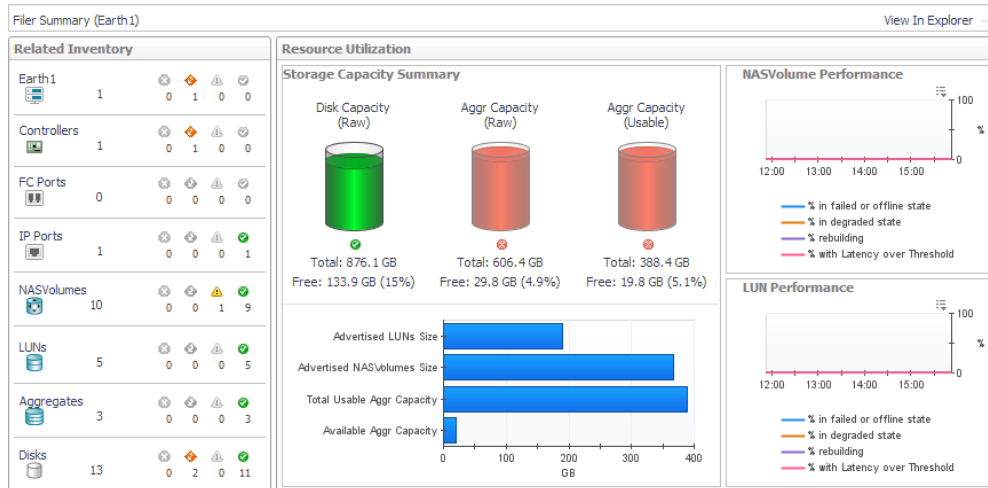 Filer Summary (Earth1)
View In Explorer
Related Inventory
Earth1
1
0 1 0 0
Controllers
1
0 1 0 0
FC Ports
0
0 0 0 0
IP Ports
1
0 0 0 1
NASVolumes
10
0 0 1 9
LUNs
5
0 0 0 5
Aggregates
3
0 0 0 3
Disks
13
0 2 0 11
Resource Utilization
Storage Capacity Summary
Disk Capacity
(Raw)
Total: 876.1 GB
Free: 133.9 GB (15%)
Aggr Capacity
(Raw)
Total: 606.4 GB
Free: 29.8 GB (4.9%)
Aggr Capacity
(Usable)
Total: 388.4 GB
Free: 19.8 GB (5.1%)
Advertised LUNs Size
Advertised NASVolumes Size
Total Usable Aggr Capacity
Available Aggr Capacity
0 100 200 300 400
GB
NASVolume Performance
100
%
0
12:00 13:00 14:00 15:00
% in failed or offline state
% in degraded state
% rebuilding
% with Latency over Threshold
LUN Performance
100
%
0
12:00 13:00 14:00 15:00
% in failed or offline state
% in degraded state
% rebuilding
% with Latency over Threshold